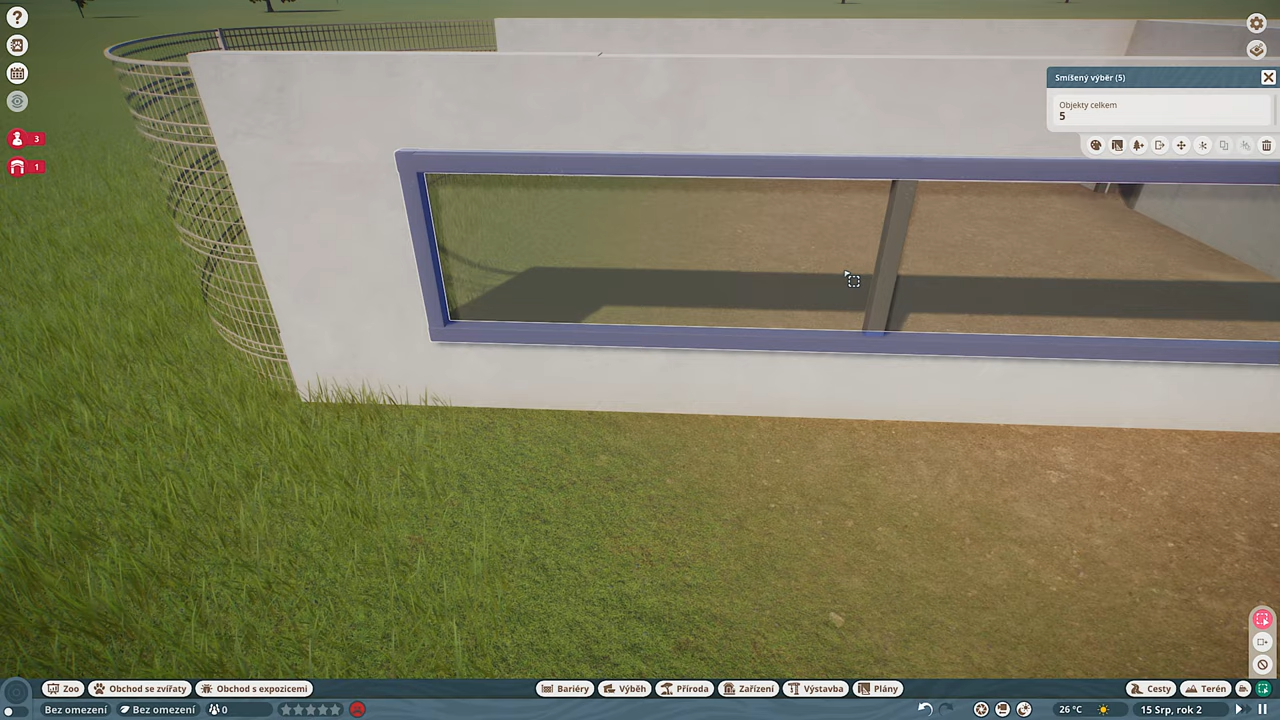 ?
3
1
Smíšený výběr (5)
Objekty celkem
5
Zoo
Obchod se zvířaty
Obchod s expozicemi
Bariéry
Výběh
Příroda
Zařízení
Výstavba
Plány
Cesty
Terén
Bez omezení
Bez omezení
0
26 °C
15 Srp, rok 2